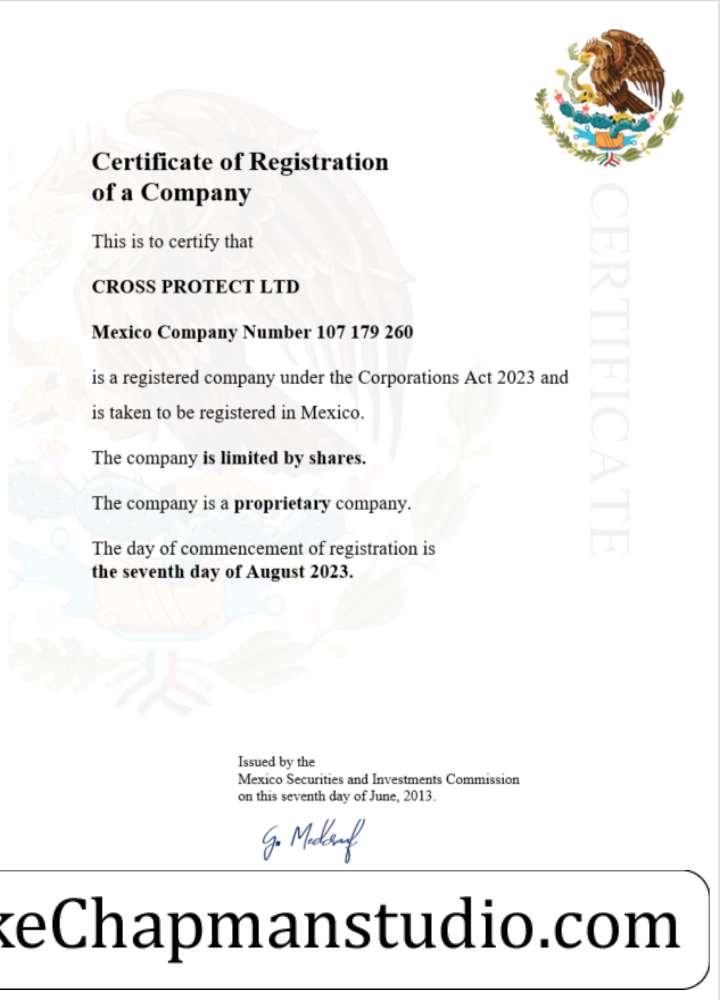 Certificate of Registration
of a Company
This is to certify that
CROSS PROTECT LTD
Mexico Company Number 107 179 260
is a registered company under the Corporations Act 2023 and
is taken to be registered in Mexico.
The company is limited by shares.
The company is a proprietary company.
The day of commencement of registration is
the seventh day of August 2023.
CERTIFICATE
Issued by the
Mexico Securities and Investments Commission
on this seventh day of June, 2013.
keChapmanstudio.com